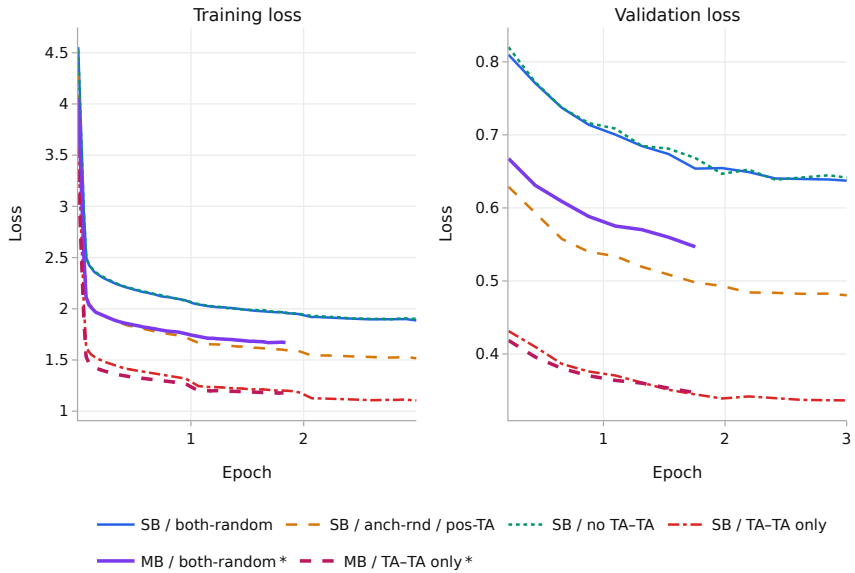 Training loss
Validation loss
4.5
4
3.5
3
2.5
2
1.5
1
Loss
1
2
Epoch
0.8
0.7
0.6
0.5
0.4
Loss
1
2
3
Epoch
SB / both-random
SB / anch-rnd / pos-TA
SB / no TA–TA
SB / TA–TA only
MB / both-random *
MB / TA–TA only *